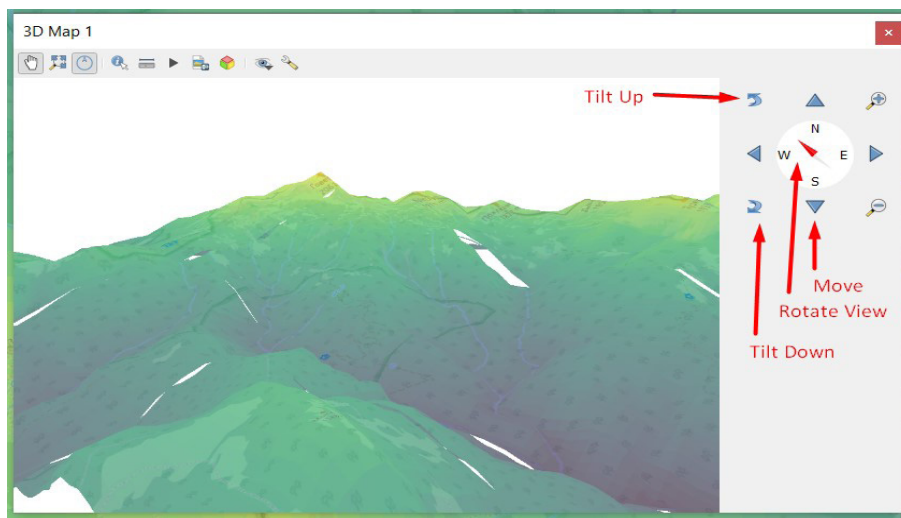 3D Map 1
Tilt Up
N
W
E
S
Move
Rotate View
Tilt Down